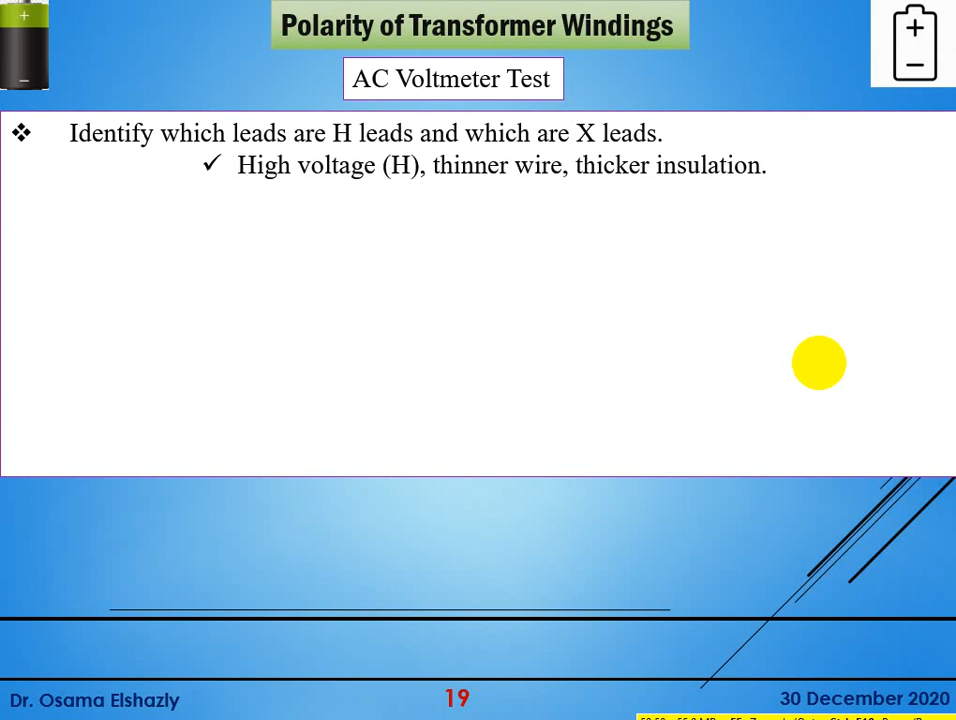 Polarity of Transformer Windings
AC Voltmeter Test
❖ Identify which leads are H leads and which are X leads.
✓ High voltage (H), thinner wire, thicker insulation.
Dr. Osama Elshazly
19
30 December 2020